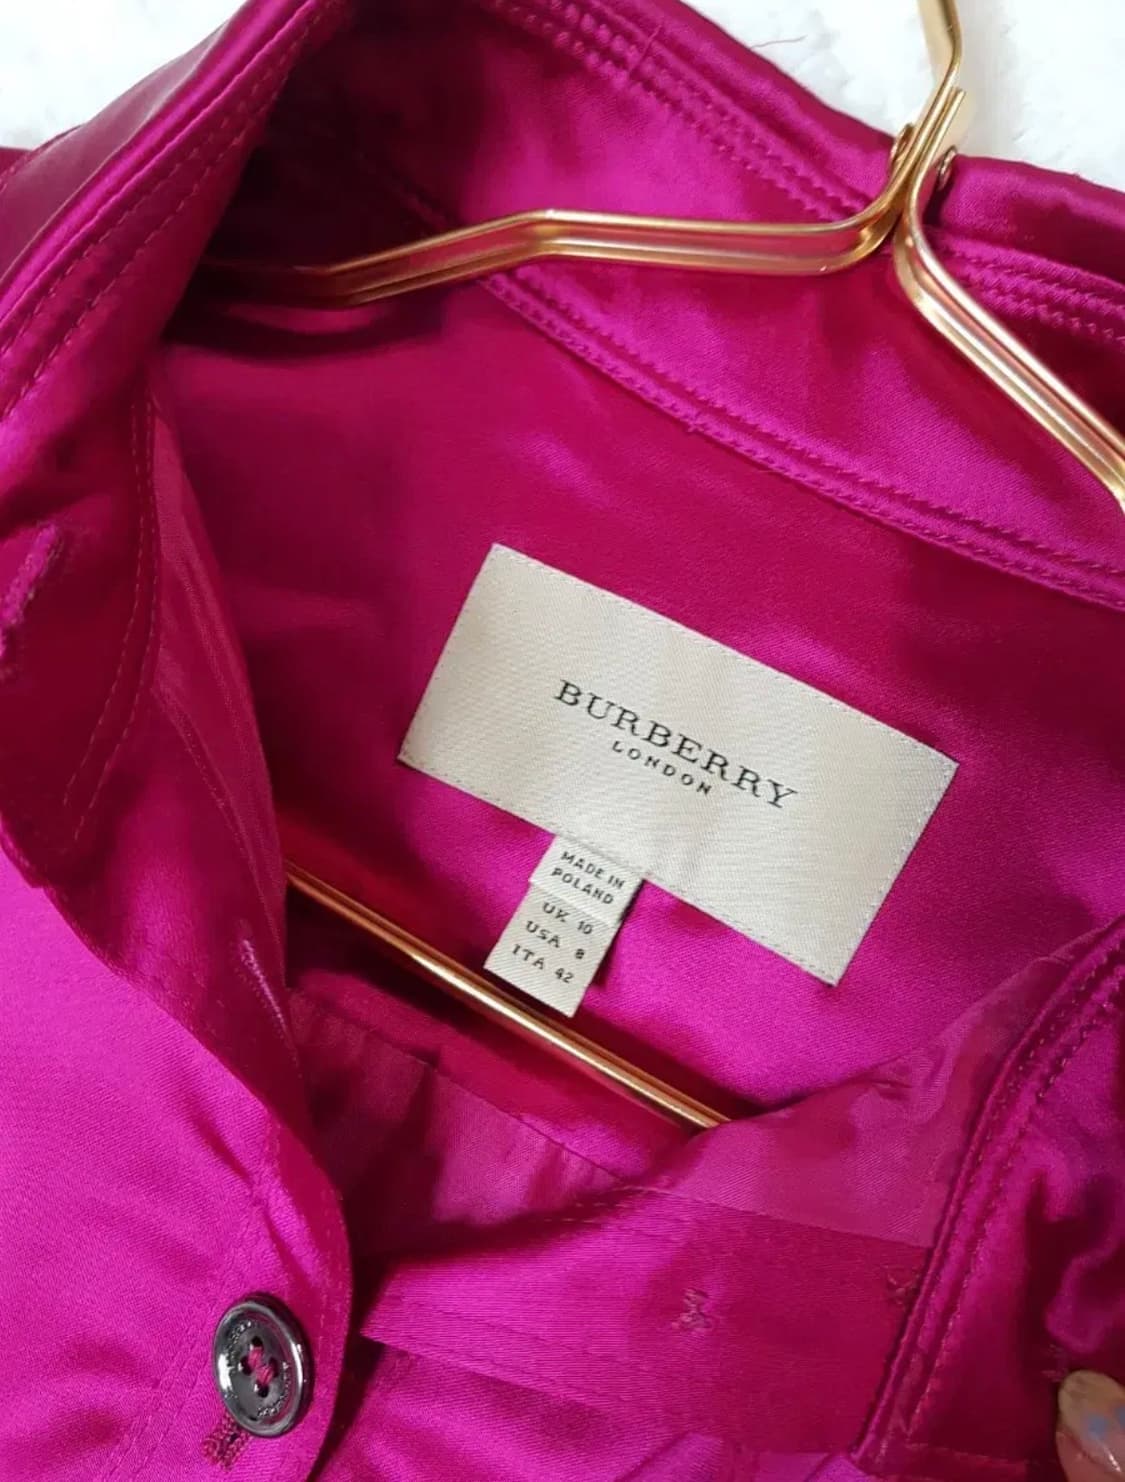 BURBERRY
LONDON
MADE IN
POLAND
UK 10
USA 8
ITA 42